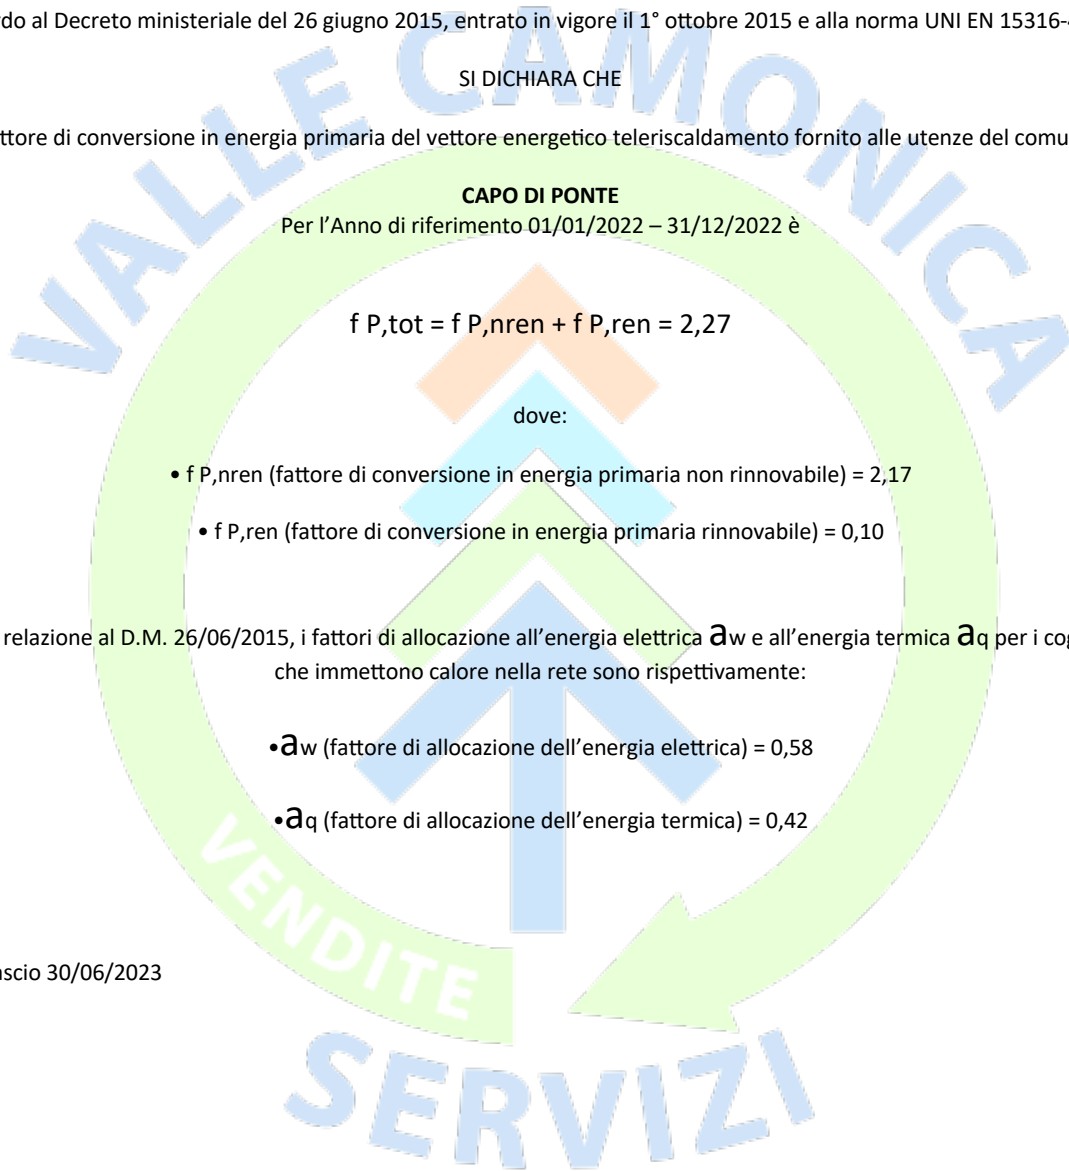 rdo al Decreto ministeriale del 26 giugno 2015, entrato in vigore il 1° ottobre 2015 e alla norma UNI EN 15316-4
SI DICHIARA CHE
ttore di conversione in energia primaria del vettore energetico teleriscaldamento fornito alle utenze del comu
CAPO DI PONTE
Per l'Anno di riferimento 01/01/2022 – 31/12/2022 è
f P,tot = f P,nren + f P,ren = 2,27
dove:
• f P,nren (fattore di conversione in energia primaria non rinnovabile) = 2,17
• f P,ren (fattore di conversione in energia primaria rinnovabile) = 0,10
relazione al D.M. 26/06/2015, i fattori di allocazione all'energia elettrica aw e all'energia termica aq per i cog
che immettono calore nella rete sono rispettivamente:
•aw (fattore di allocazione dell'energia elettrica) = 0,58
•aq (fattore di allocazione dell'energia termica) = 0,42
ascio 30/06/2023
VALLE CAMONICA
VENDITE
SERVIZI